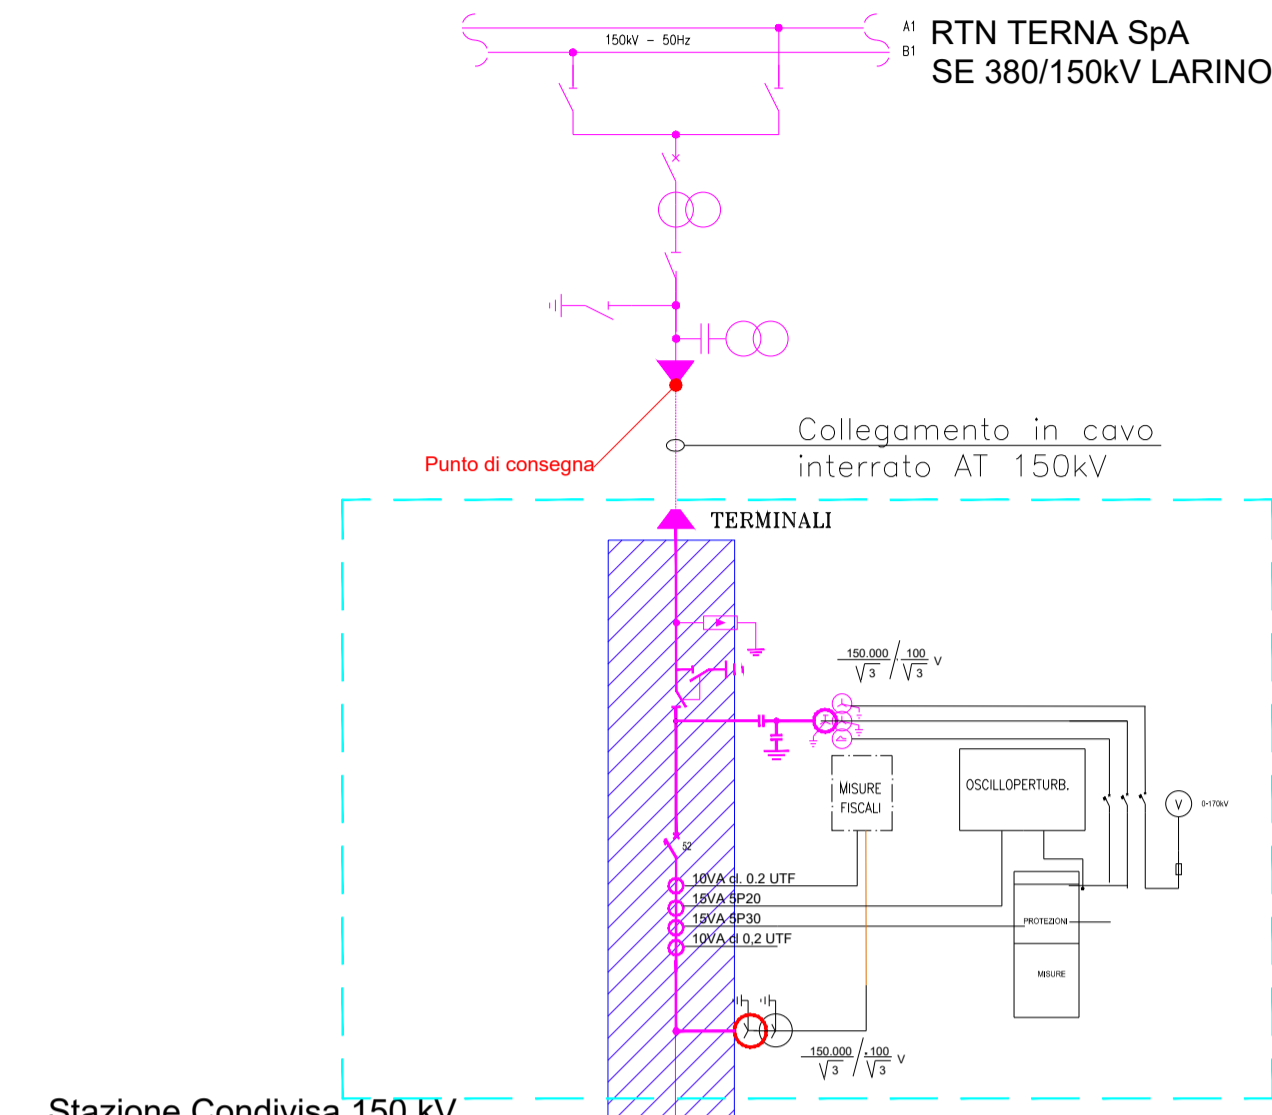 A1
RTN TERNA SpA
150kV - 50Hz
B1
SE 380/150kV LARINO
Collegamento in cavo
Punto di consegna
interrato AT 150kV
TERMINALI
150.000/√3 / 100/√3 V
MISURE
FISCALI
OSCILLOPERTURB.
V
0-170kV
52
10VA cl. 0.2 UTF
15VA 5P20
15VA 5P30
PROTEZIONI
10VA cl 0,2 UTF
MISURE
150.000/√3 / 100/√3 V
Stazione Condivisa 150 kV